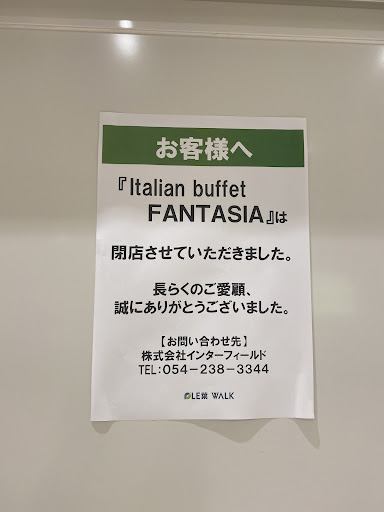 お客様へ
『Italian buffet
FANTASIA』は
閉店させていただきました。
長らくのご愛顧、
誠にありがとうございました。
【お問い合わせ先】
株式会社インターフィールド
TEL：054－238－3344
LE葉 WALK